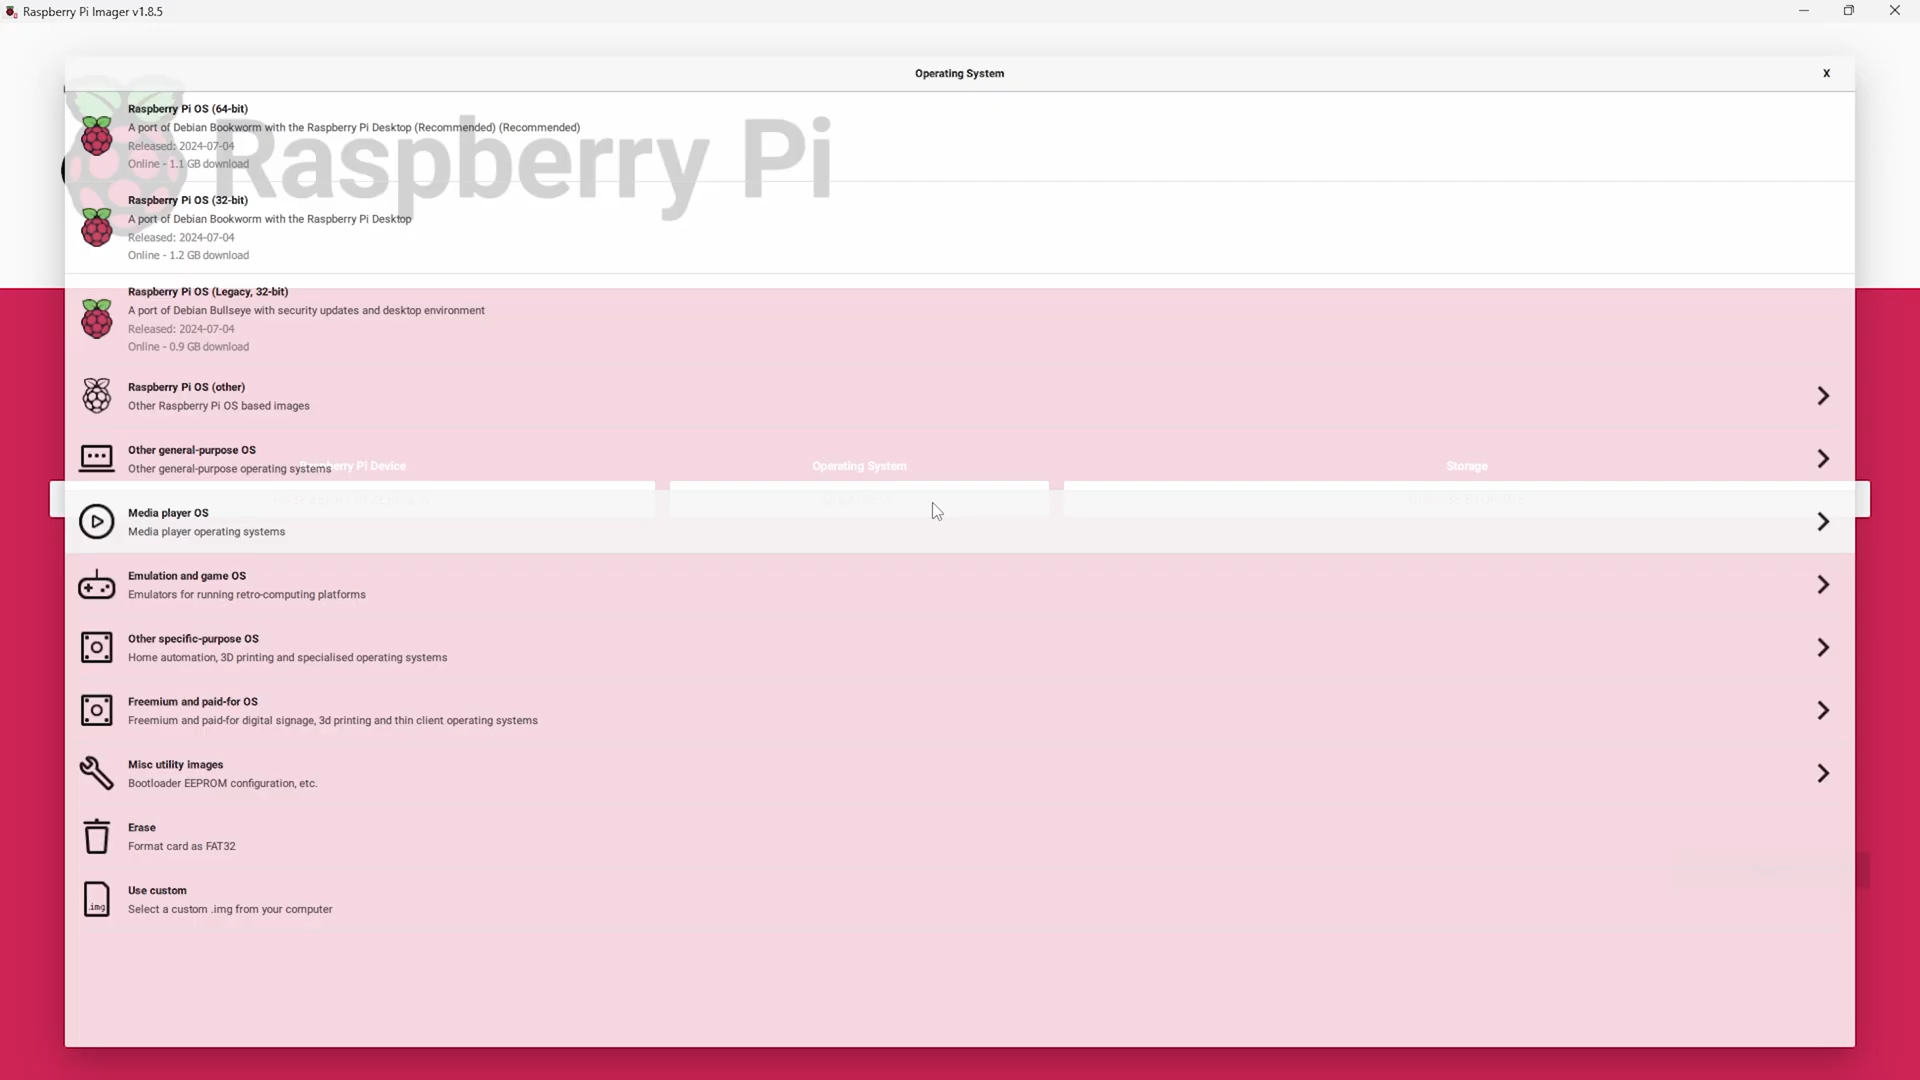 Raspberry Pi Imager v1.8.5
Operating System
X
Raspberry Pi
Raspberry Pi OS (64-bit)
A port of Debian Bookworm with the Raspberry Pi Desktop (Recommended) (Recommended)
Released: 2024-07-04
Online - 1.1 GB download
Raspberry Pi OS (32-bit)
A port of Debian Bookworm with the Raspberry Pi Desktop
Released: 2024-07-04
Online - 1.2 GB download
Raspberry Pi OS (Legacy, 32-bit)
A port of Debian Bullseye with security updates and desktop environment
Released: 2024-07-04
Online - 0.9 GB download
Raspberry Pi OS (other)
Other Raspberry Pi OS based images
Other general-purpose OS
Other general-purpose operating systems
Pi Device
Operating System
Storage
Media player OS
Media player operating systems
Emulation and game OS
Emulators for running retro-computing platforms
Other specific-purpose OS
Home automation, 3D printing and specialised operating systems
Freemium and paid-for OS
Freemium and paid-for digital signage, 3d printing and thin client operating systems
Misc utility images
Bootloader EEPROM configuration, etc.
Erase
Format card as FAT32
Use custom
.img
Select a custom .img from your computer